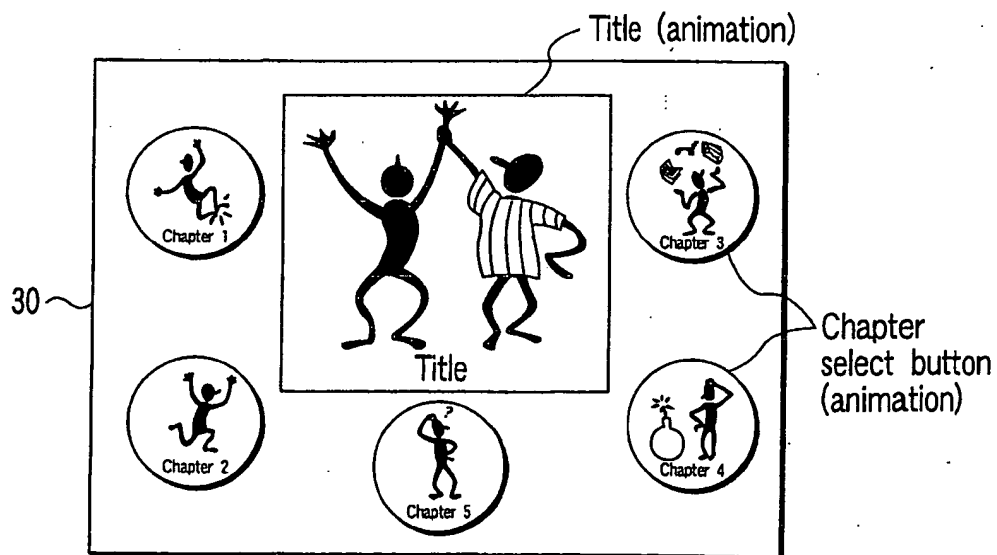 Title (animation)
Chapter 1
Chapter 3
30
Title
Chapter
select button
(animation)
?
Chapter 2
Chapter 5
Chapter 4